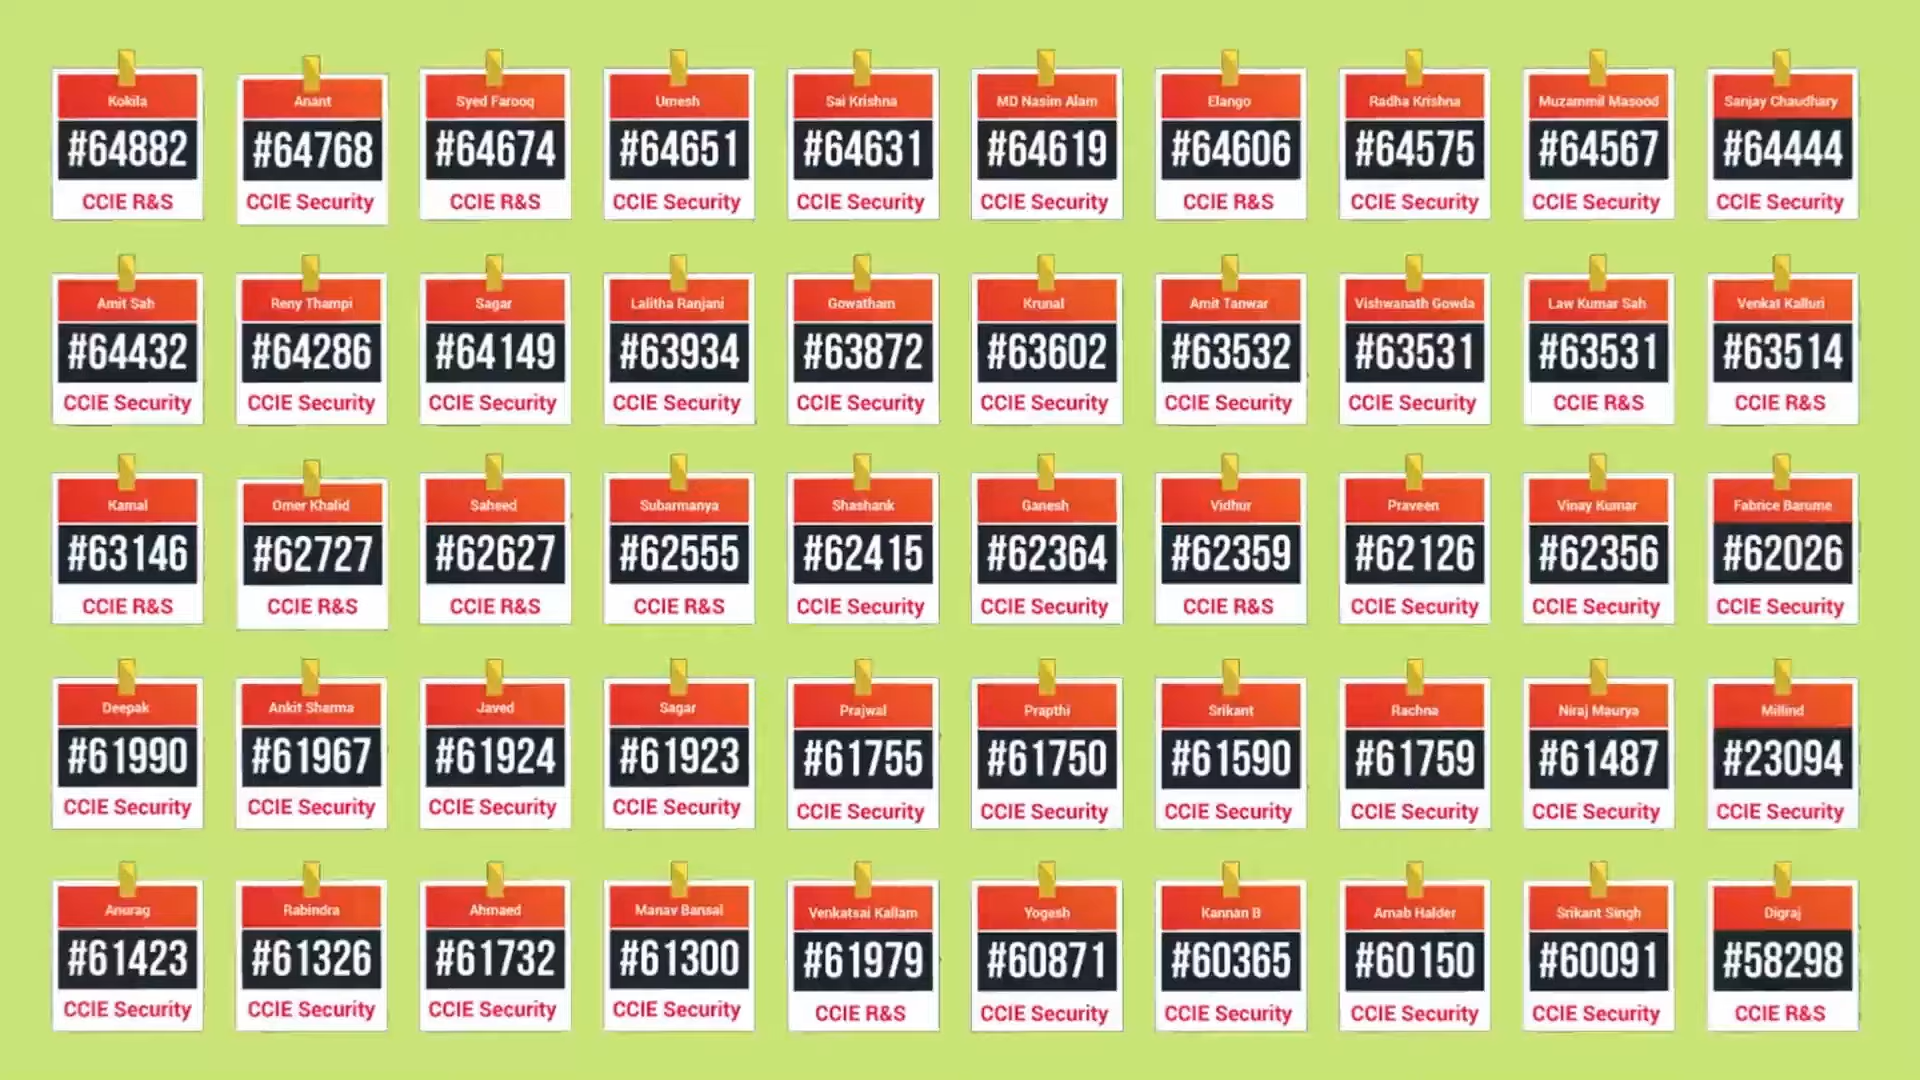 Kokila
#64882
CCIE R&S
Anant
#64768
CCIE Security
Syed Farooq
#64674
CCIE R&S
Umesh
#64651
CCIE Security
Sai Krishna
#64631
CCIE Security
MD Nasim Alam
#64619
CCIE Security
Elango
#64606
CCIE R&S
Radha Krishna
#64575
CCIE Security
Muzammil Masood
#64567
CCIE Security
Sanjay Chaudhary
#64444
CCIE Security
Amit Sah
#64432
CCIE Security
Reny Thampi
#64286
CCIE Security
Sagar
#64149
CCIE Security
Lalitha Ranjani
#63934
CCIE Security
Gowatham
#63872
CCIE Security
Krunal
#63602
CCIE Security
Amit Tanwar
#63532
CCIE Security
Vishwanath Gowda
#63531
CCIE Security
Law Kumar Sah
#63531
CCIE R&S
Venkat Kalluri
#63514
CCIE R&S
Kamal
#63146
CCIE R&S
Omer Khalid
#62727
CCIE R&S
Saheed
#62627
CCIE R&S
Subarmanya
#62555
CCIE R&S
Shashank
#62415
CCIE Security
Ganesh
#62364
CCIE Security
Vidhur
#62359
CCIE R&S
Praveen
#62126
CCIE Security
Vinay Kumar
#62356
CCIE Security
Fabrice Barume
#62026
CCIE Security
Deepak
#61990
CCIE Security
Ankit Sharma
#61967
CCIE Security
Javed
#61924
CCIE Security
Sagar
#61923
CCIE Security
Prajwal
#61755
CCIE Security
Prapthi
#61750
CCIE Security
Srikant
#61590
CCIE Security
Rachna
#61759
CCIE Security
Niraj Maurya
#61487
CCIE Security
Millind
#23094
CCIE Security
Anurag
#61423
CCIE Security
Rabindra
#61326
CCIE Security
Ahmaed
#61732
CCIE Security
Manav Bansal
#61300
CCIE Security
Venkatsai Kallam
#61979
CCIE R&S
Yogesh
#60871
CCIE Security
Kannan B
#60365
CCIE Security
Arnab Halder
#60150
CCIE Security
Srikant Singh
#60091
CCIE Security
Digraj
#58298
CCIE R&S